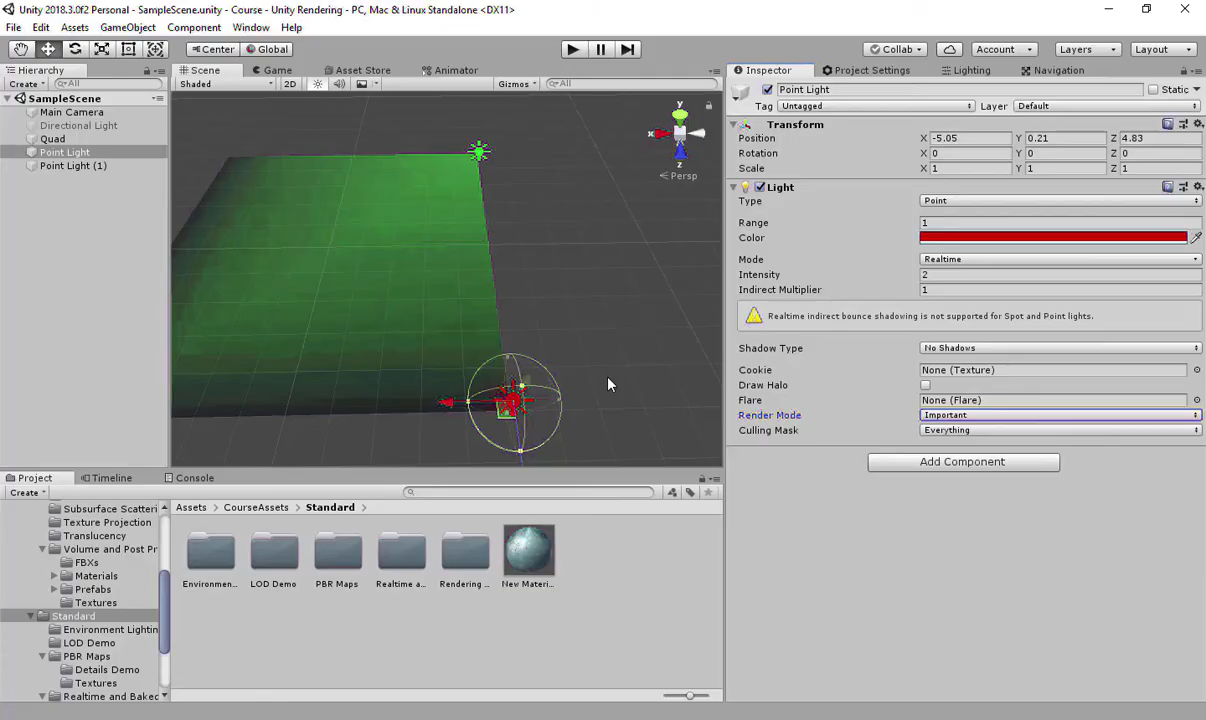 Unity 2018.3.0f2 Personal - SampleScene.unity - Course - Unity Rendering - PC, Mac & Linux Standalone <DX11>
File Edit Assets GameObject Component Window Help
Center Global Collab Account Layers Layout
Hierarchy
Create All
SampleScene
Main Camera
Directional Light
Quad
Point Light
Point Light (1)
Scene Game Asset Store Animator
Shaded 2D Gizmos All
y
x
z
Persp
Inspector Project Settings Lighting Navigation
Point Light Static
Tag Untagged Layer Default
Transform
Position X -5.05 Y 0.21 Z 4.83
Rotation X 0 Y 0 Z 0
Scale X 1 Y 1 Z 1
Light
Type Point
Range 1
Color
Mode Realtime
Intensity 2
Indirect Multiplier 1
Realtime indirect bounce shadowing is not supported for Spot and Point lights.
Shadow Type No Shadows
Cookie None (Texture)
Draw Halo
Flare None (Flare)
Render Mode Important
Culling Mask Everything
Add Component
Project Timeline Console
Create
Subsurface Scatteri
Texture Projection
Translucency
Volume and Post Pr
FBXs
Materials
Prefabs
Textures
Standard
Environment Lightin
LOD Demo
PBR Maps
Details Demo
Textures
Realtime and Baked
Assets CourseAssets Standard
Environmen... LOD Demo PBR Maps Realtime a... Rendering ... New Materi...